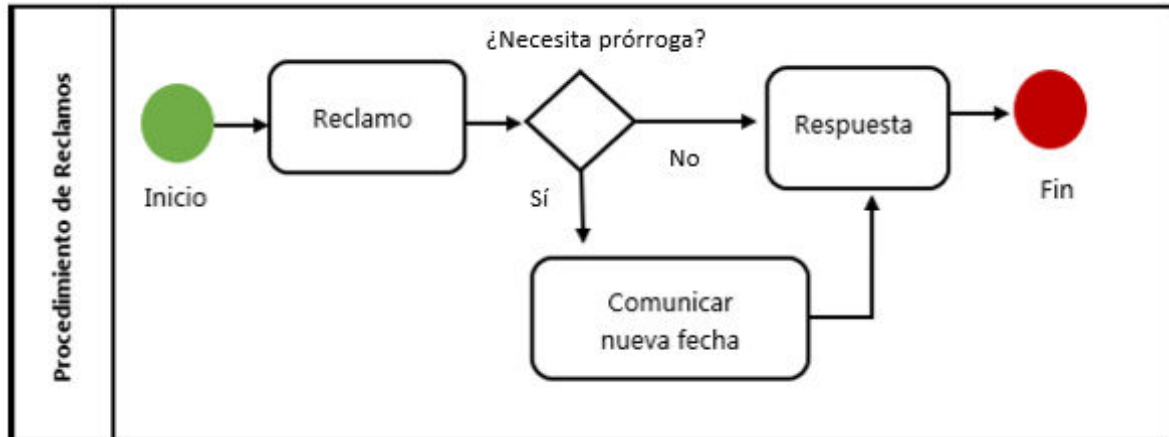 Procedimiento de Reclamos
¿Necesita prórroga?
Inicio
Reclamo
No
Sí
Respuesta
Fin
Comunicar
nueva fecha